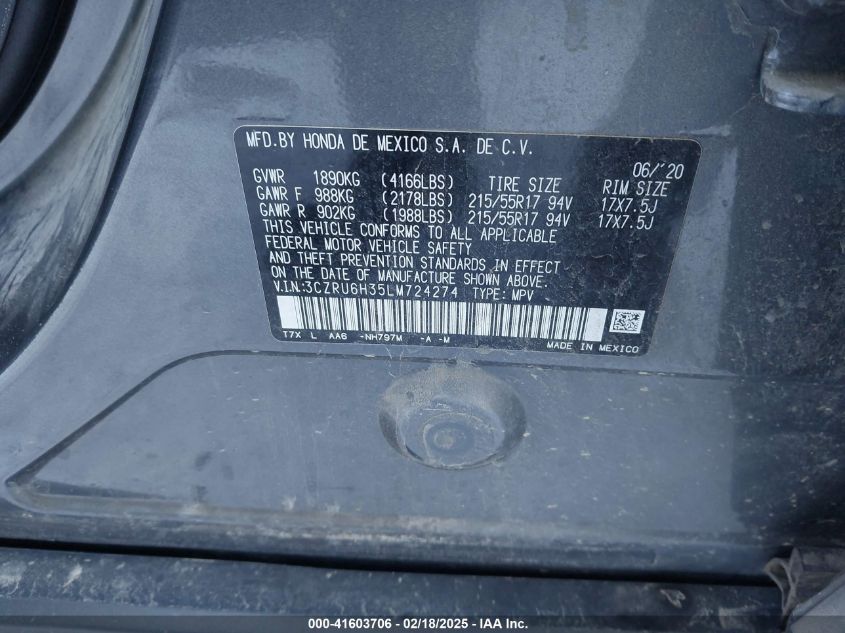 MFD.BY HONDA DE MEXICO S.A. DE C.V.
06/'20
GVWR 1890KG (4166LBS) TIRE SIZE RIM SIZE
GAWR F 988KG (2178LBS) 215/55R17 94V 17X7.5J
GAWR R 902KG (1988LBS) 215/55R17 94V 17X7.5J
THIS VEHICLE CONFORMS TO ALL APPLICABLE
FEDERAL MOTOR VEHICLE SAFETY
AND THEFT PREVENTION STANDARDS IN EFFECT
ON THE DATE OF MANUFACTURE SHOWN ABOVE.
V.I.N.:3CZRU6H35LM724274 TYPE: MPV
T7X L AA6 -NH797M -A -M
MADE IN MEXICO
000-41603706 - 02/18/2025 - IAAI Inc.